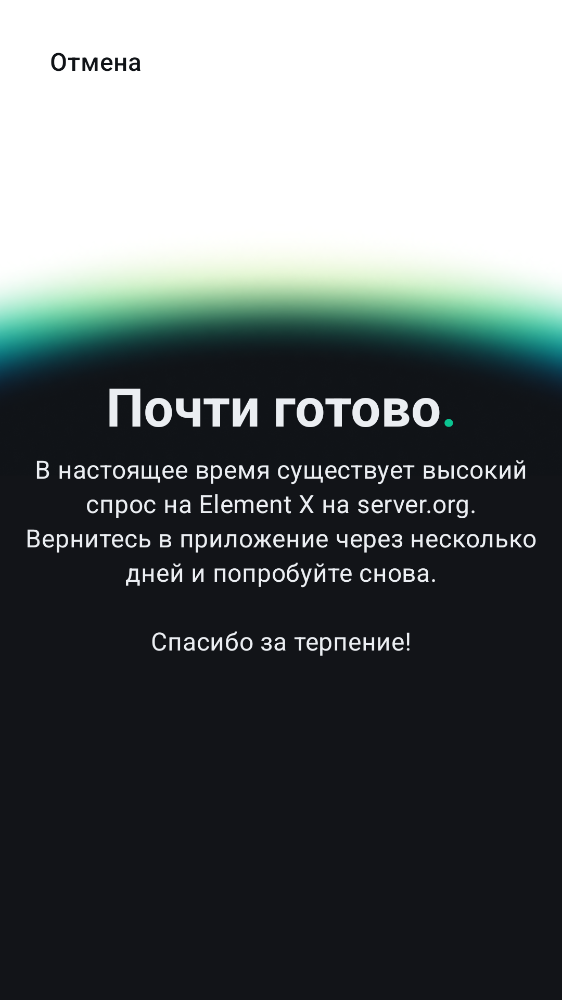 Отмена
Почти готово.
В настоящее время существует высокий
спрос на Element X на server.org.
Вернитесь в приложение через несколько
дней и попробуйте снова.
Спасибо за терпение!